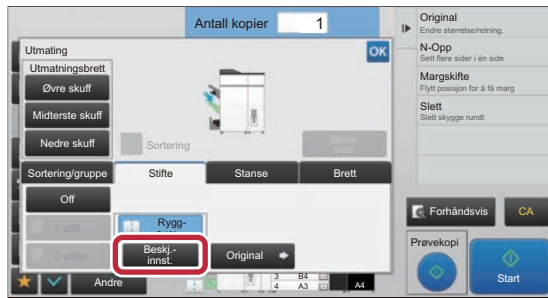 Antall kopier 1
Original
Endre størrelse/retning.
N-Opp
Sett flere sider i én side
Margskifte
Flytt posisjon for å få marg
Slett
Slett skygge rundt
Utmating
OK
Utmatningsbrett
Øvre skuff
Midterste skuff
Nedre skuff
Sortering
Skille-
side
Sortering/gruppe
Stifte
Stanse
Brett
Off
1 stift
2 stifter
Rygg-
Beskj.-
innst.
Original
Forhåndsvis
CA
Prøvekopi
Start
Andre
3 B4
4 A3
A4